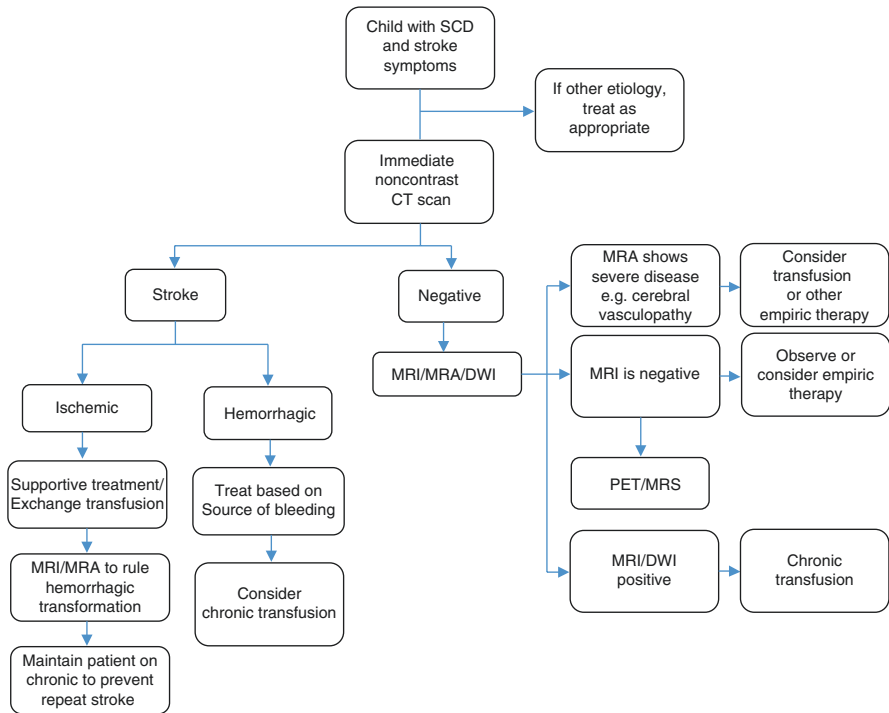 Child with SCD
and stroke
symptoms
If other etiology,
treat as
appropriate
Immediate
noncontrast
CT scan
Stroke
Negative
MRA shows
severe disease
e.g. cerebral
vasculopathy
Consider
transfusion
or other
empiric therapy
MRI/MRA/DWI
MRI is negative
Observe or
consider empiric
therapy
Ischemic
Hemorrhagic
PET/MRS
Supportive treatment/
Exchange transfusion
Treat based on
Source of bleeding
MRI/MRA to rule
hemorrhagic
transformation
Consider
chronic transfusion
MRI/DWI
positive
Chronic
transfusion
Maintain patient on
chronic to prevent
repeat stroke